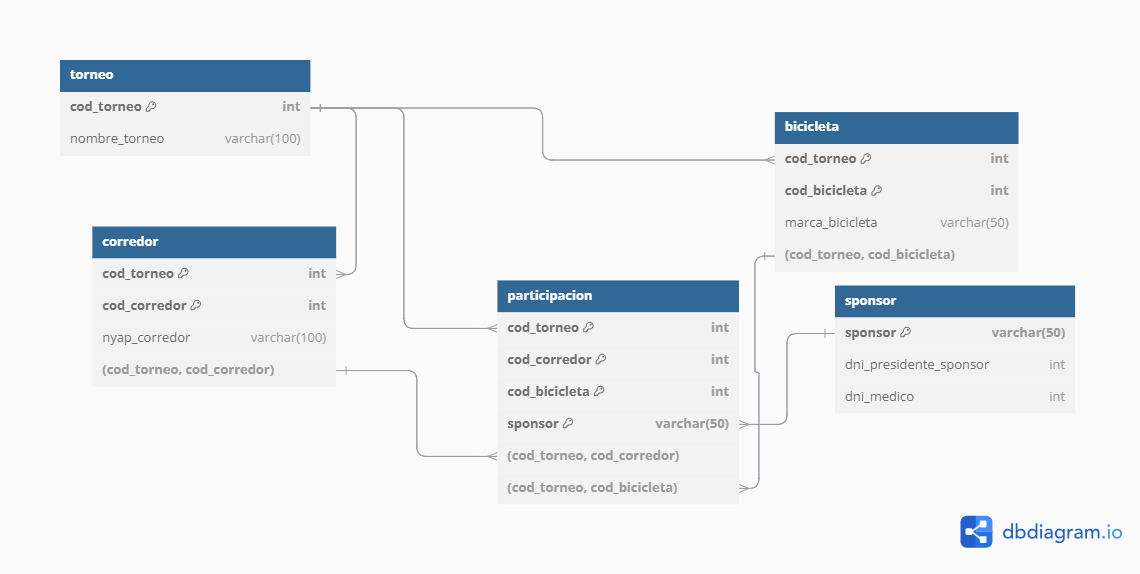 torneo
cod_torneo int
nombre_torneo varchar(100)
bicicleta
cod_torneo int
cod_bicicleta int
marca_bicicleta varchar(50)
(cod_torneo, cod_bicicleta)
corredor
cod_torneo int
cod_corredor int
nyap_corredor varchar(100)
(cod_torneo, cod_corredor)
participacion
cod_torneo int
cod_corredor int
cod_bicicleta int
sponsor varchar(50)
(cod_torneo, cod_corredor)
(cod_torneo, cod_bicicleta)
sponsor
sponsor varchar(50)
dni_presidente_sponsor int
dni_medico int
dbdiagram.io